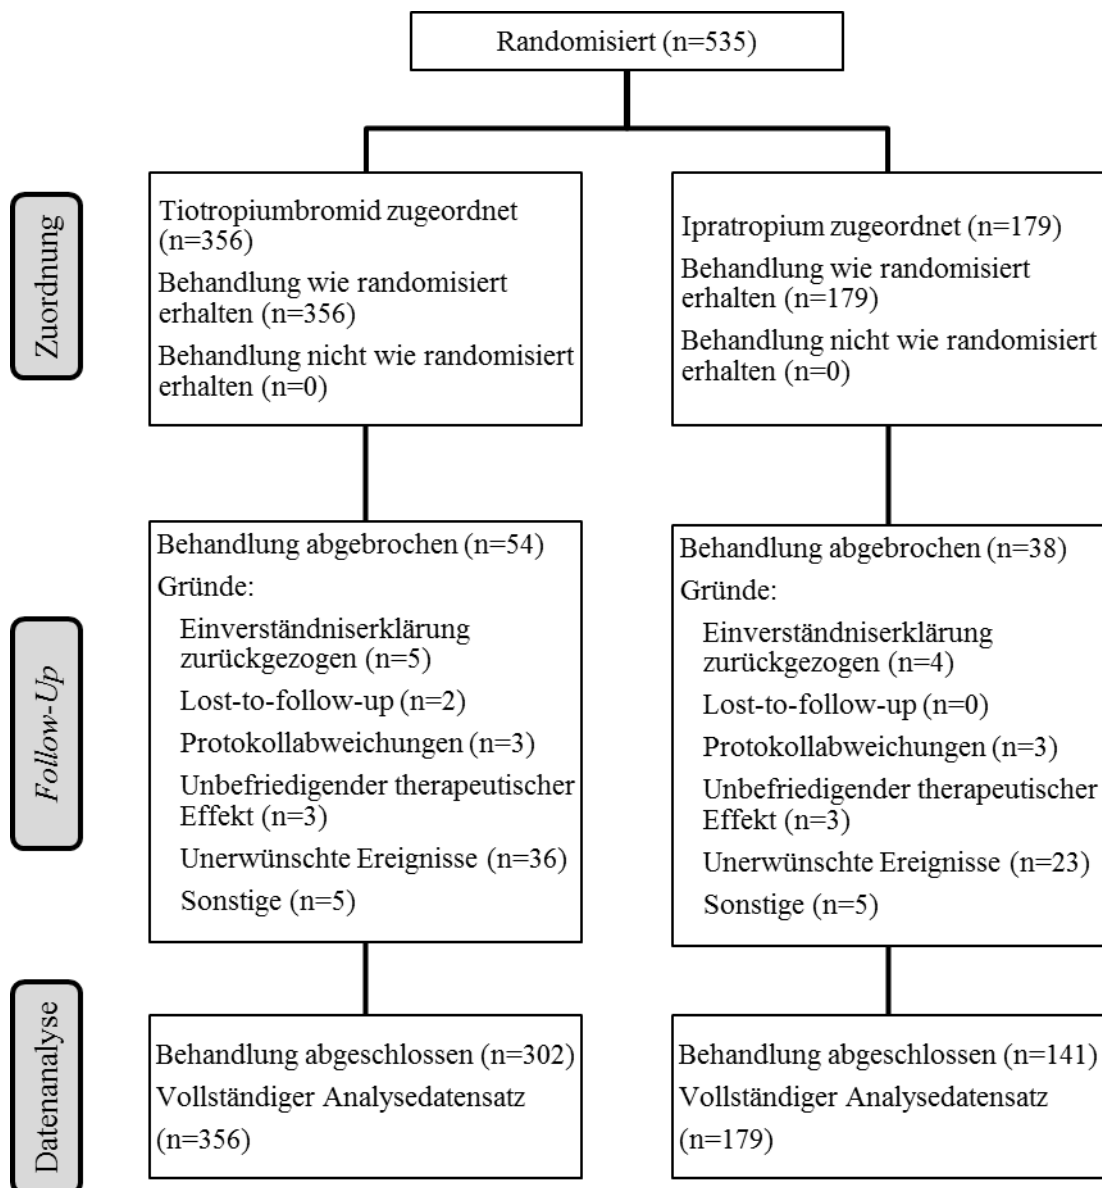 Randomisiert (n=535)
Zuordnung
Tiotropiumbromid zugeordnet
(n=356)
Behandlung wie randomisiert
erhalten (n=356)
Behandlung nicht wie randomisiert
erhalten (n=0)
Ipratropium zugeordnet (n=179)
Behandlung wie randomisiert
erhalten (n=179)
Behandlung nicht wie randomisiert
erhalten (n=0)
Follow-Up
Behandlung abgebrochen (n=54)
Gründe:
Einverständniserklärung
zurückgezogen (n=5)
Lost-to-follow-up (n=2)
Protokollabweichungen (n=3)
Unbefriedigender therapeutischer
Effekt (n=3)
Unerwünschte Ereignisse (n=36)
Sonstige (n=5)
Behandlung abgebrochen (n=38)
Gründe:
Einverständniserklärung
zurückgezogen (n=4)
Lost-to-follow-up (n=0)
Protokollabweichungen (n=3)
Unbefriedigender therapeutischer
Effekt (n=3)
Unerwünschte Ereignisse (n=23)
Sonstige (n=5)
Datenanalyse
Behandlung abgeschlossen (n=302)
Vollständiger Analysedatensatz
(n=356)
Behandlung abgeschlossen (n=141)
Vollständiger Analysedatensatz
(n=179)